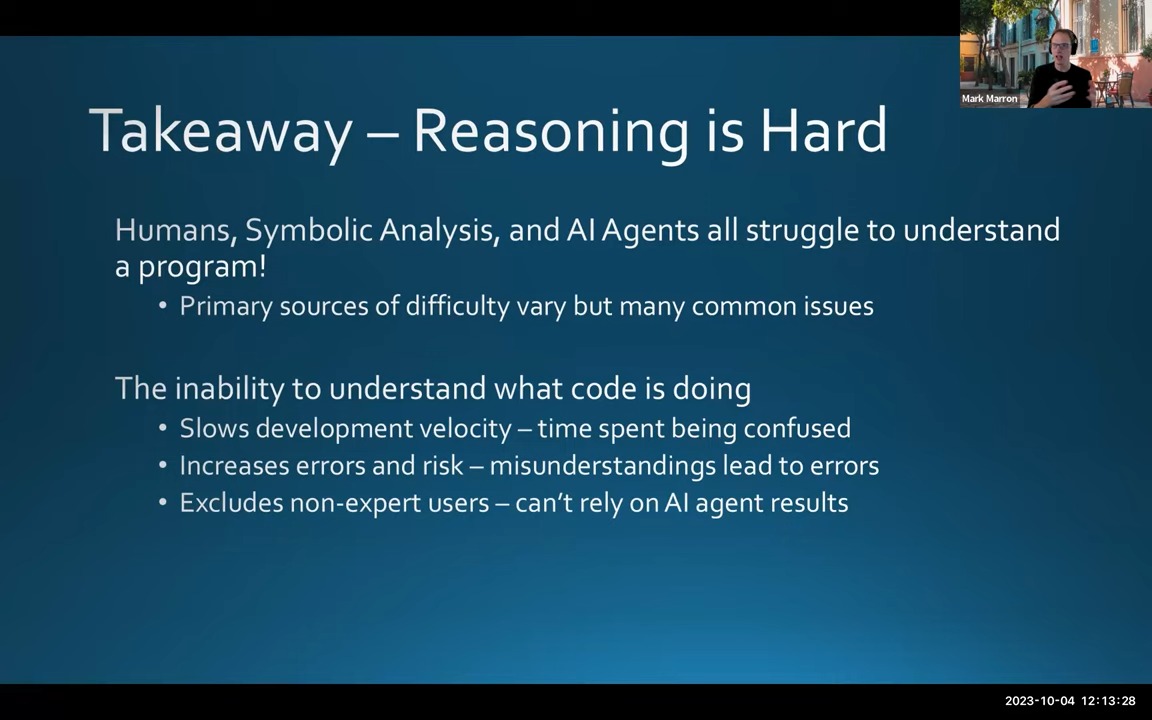 Mark Marron
Takeaway – Reasoning is Hard
Humans, Symbolic Analysis, and AI Agents all struggle to understand
a program!
• Primary sources of difficulty vary but many common issues
The inability to understand what code is doing
• Slows development velocity – time spent being confused
• Increases errors and risk – misunderstandings lead to errors
• Excludes non-expert users – can’t rely on AI agent results
2023-10-04 12:13:28